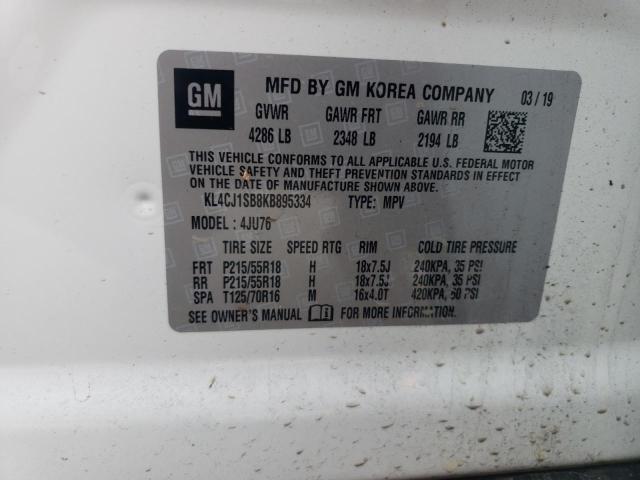 GM MFD BY GM KOREA COMPANY 03/19
GVWR GAWR FRT GAWR RR
4286 LB 2348 LB 2194 LB
THIS VEHICLE CONFORMS TO ALL APPLICABLE U.S. FEDERAL MOTOR
VEHICLE SAFETY AND THEFT PREVENTION STANDARDS IN EFFECT
ON THE DATE OF MANUFACTURE SHOWN ABOVE.
KL4CJ1SB8KB895334 TYPE: MPV
MODEL: 4JU76
TIRE SIZE SPEED RTG RIM COLD TIRE PRESSURE
FRT P215/55R18 H 18x7.5J 240KPA, 35 PSI
RR P215/55R18 H 18x7.5J 240KPA, 35 PSI
SPA T125/70R16 M 16x4.0T 420KPA, 60 PSI
SEE OWNER'S MANUAL FOR MORE INFORMATION.